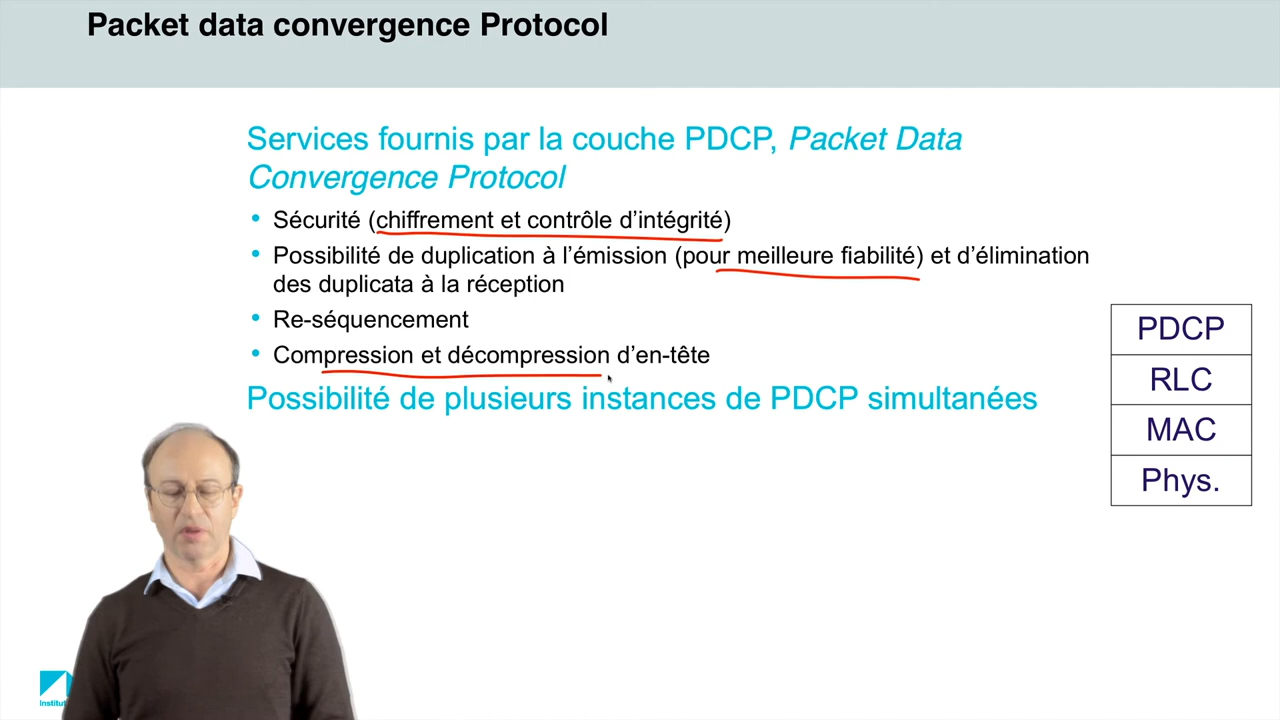 Packet data convergence Protocol
Services fournis par la couche PDCP, Packet Data
Convergence Protocol
• Sécurité (chiffrement et contrôle d’intégrité)
• Possibilité de duplication à l’émission (pour meilleure fiabilité) et d’élimination
des duplicata à la réception
• Re-séquencement
• Compression et décompression d’en-tête
Possibilité de plusieurs instances de PDCP simultanées
PDCP
RLC
MAC
Phys.
Institut